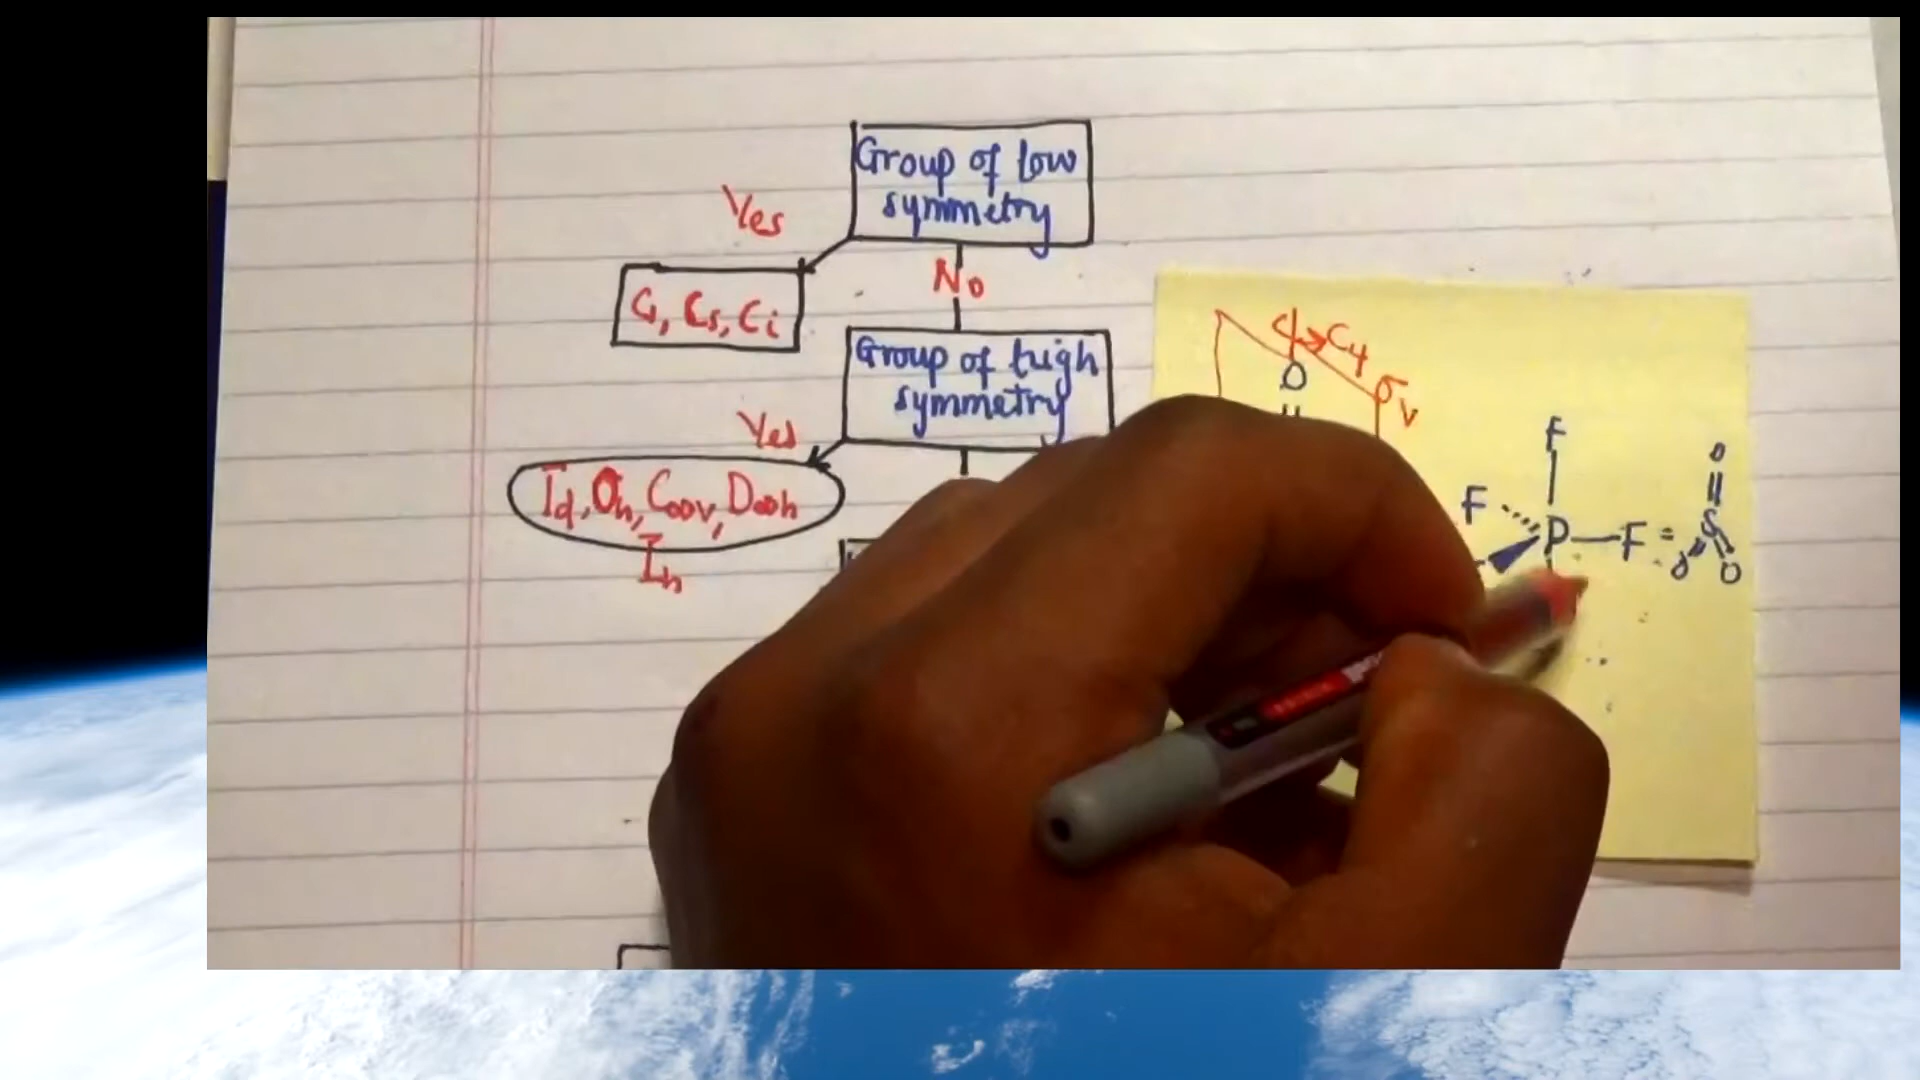 Group of low
symmetry
Yes
No
C1, Cs, Ci
Group of high
symmetry
Yes
Td, Oh, C∞v, D∞h
Ih
C4
O
σv
F
F
P
F
O
S
O
O